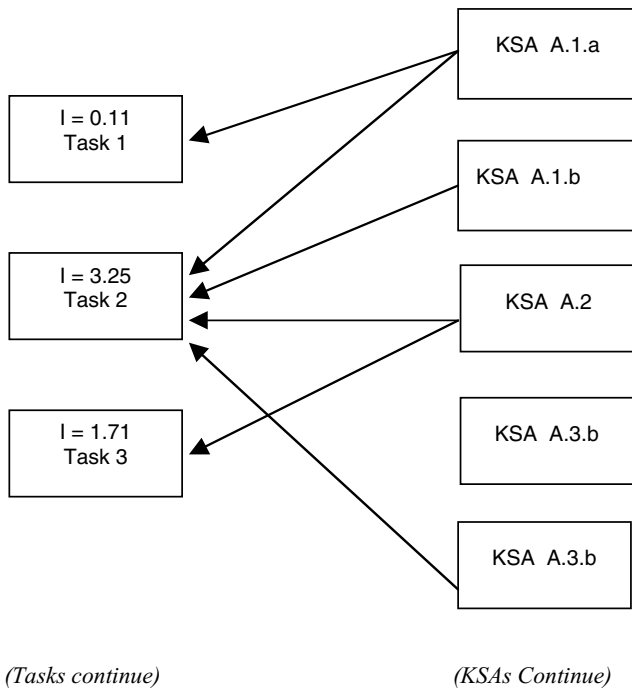 KSA A.1.a
I = 0.11
Task 1
KSA A.1.b
I = 3.25
Task 2
KSA A.2
I = 1.71
Task 3
KSA A.3.b
KSA A.3.b
(Tasks continue)
(KSAs Continue)